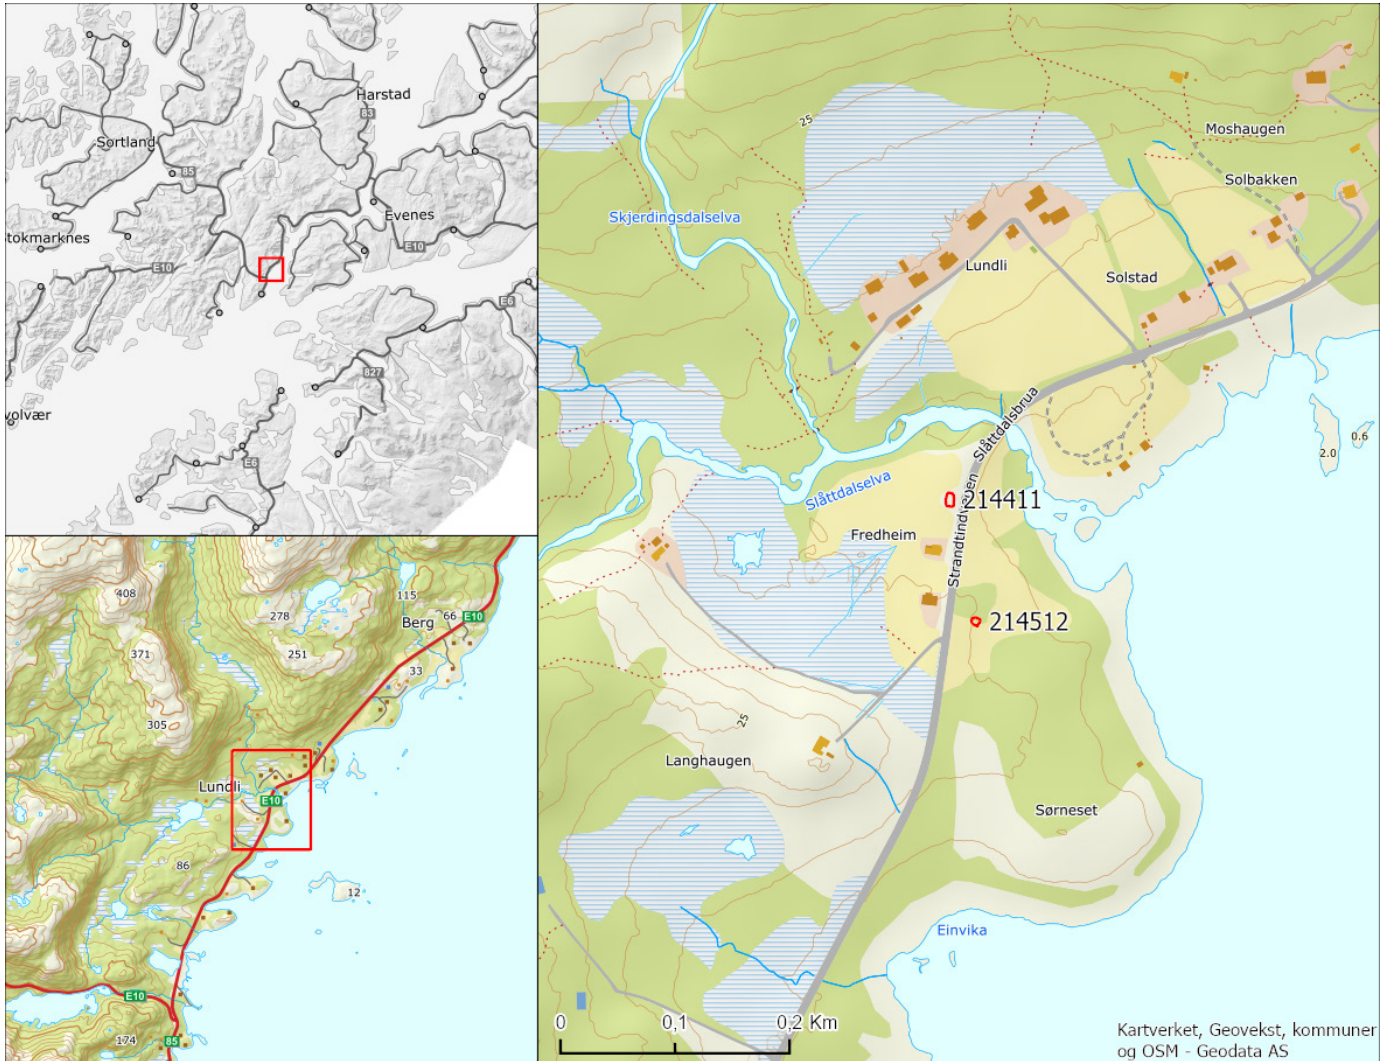 Harstad
83
Sortland
85
Evenes
Stokmarknes
E10
E10
E6
827
volvær
E6
408
115
278
66
E10
Berg
371
251
33
305
Lundli
E10
86
12
E10
174
85
25
Moshaugen
Solbakken
Skjerdingsdalselva
Lundli
Solstad
Slåttdalsbrua
0.6
2.0
Slåttdalselva
214411
Fredheim
214512
25
Langhaugen
Sørneset
Einvika
0
0,1
0,2 Km
Kartverket, Geovekst, kommuner
og OSM - Geodata AS